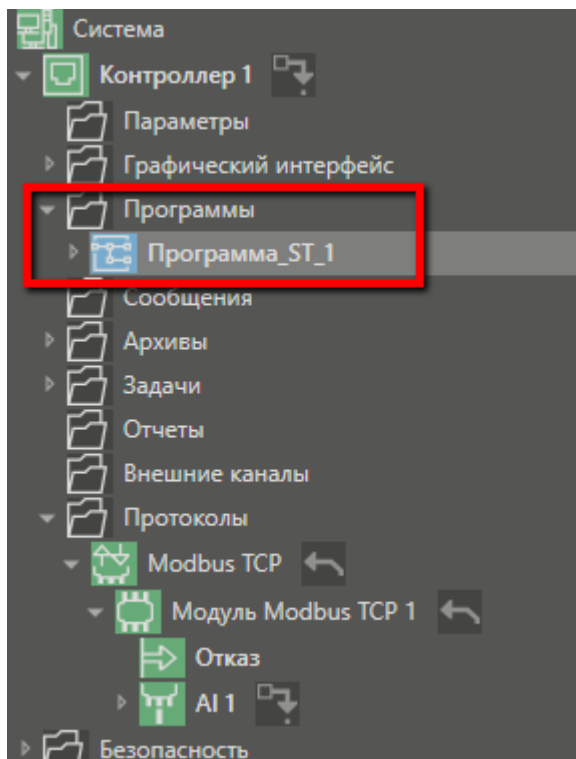 Система
Контроллер 1
Параметры
Графический интерфейс
Программы
Программа_ST_1
Сообщения
Архивы
Задачи
Отчеты
Внешние каналы
Протоколы
Modbus TCP
Модуль Modbus TCP 1
Отказ
AI 1
Безопасность